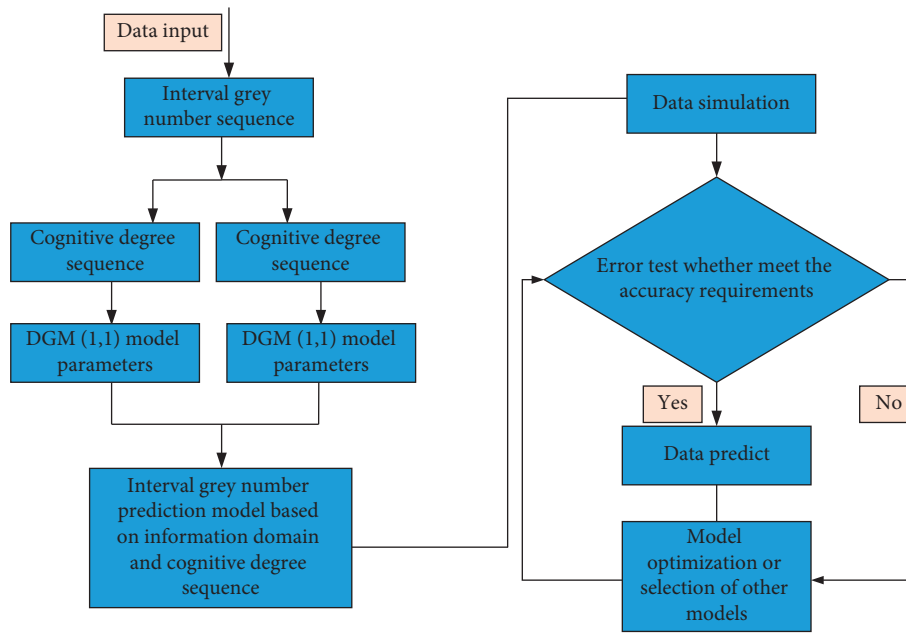 Data input
Interval grey
number sequence
Cognitive degree
sequence
Cognitive degree
sequence
DGM (1,1) model
parameters
DGM (1,1) model
parameters
Interval grey number
prediction model based
on information domain
and cognitive degree
sequence
Data simulation
Error test whether meet the
accuracy requirements
Yes
No
Data predict
Model
optimization or
selection of other
models